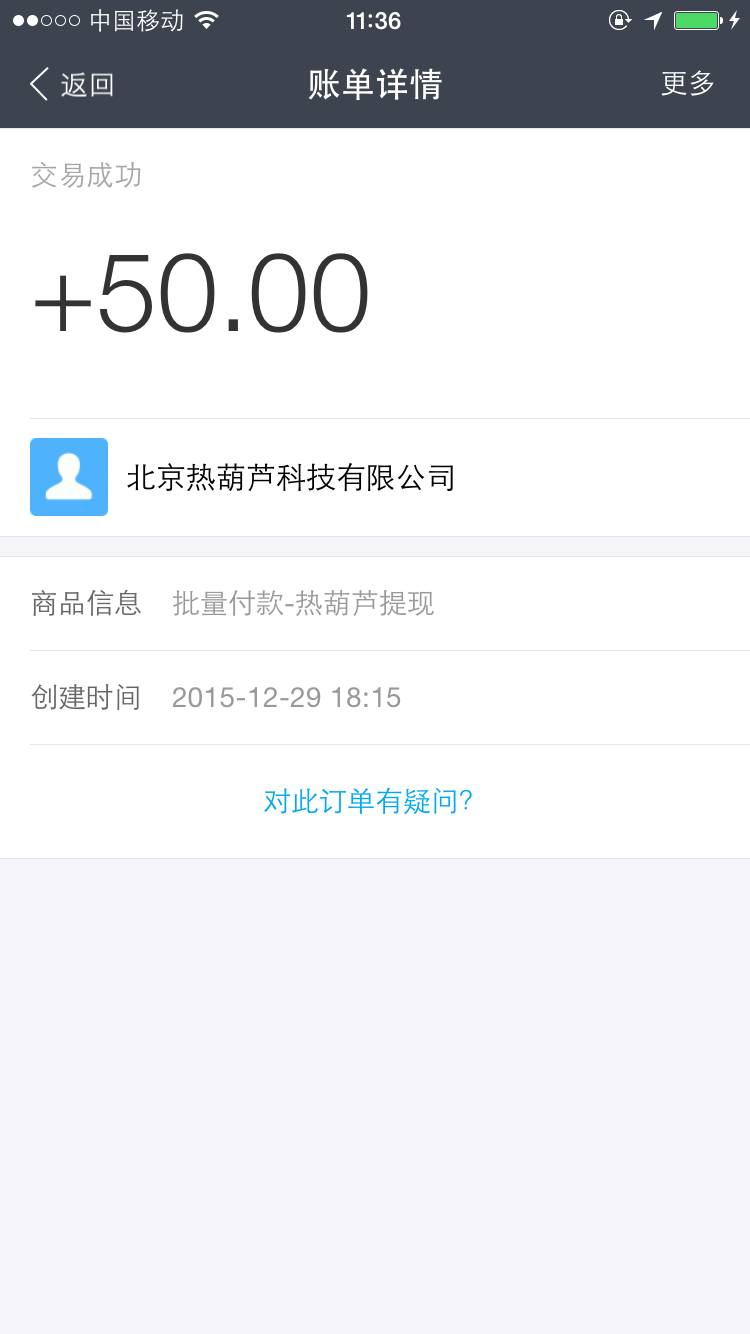 中国移动 11:36
返回 账单详情 更多
交易成功
+50.00
北京热葫芦科技有限公司
商品信息 批量付款-热葫芦提现
创建时间 2015-12-29 18:15
对此订单有疑问?